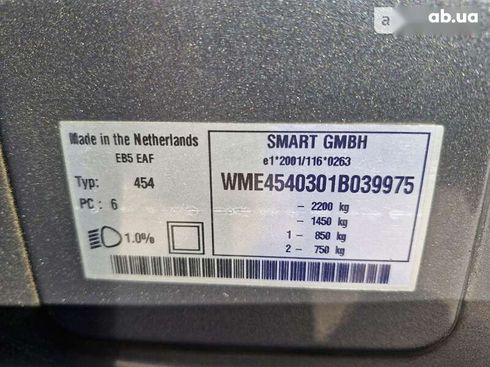 a ab.ua
Made in the Netherlands
EB5 EAF
Typ: 454
PC: 6
1.0%
SMART GMBH
e1*2001/116*0263
WME4540301B039975
– 2200 kg
– 1450 kg
1 – 850 kg
2 – 750 kg